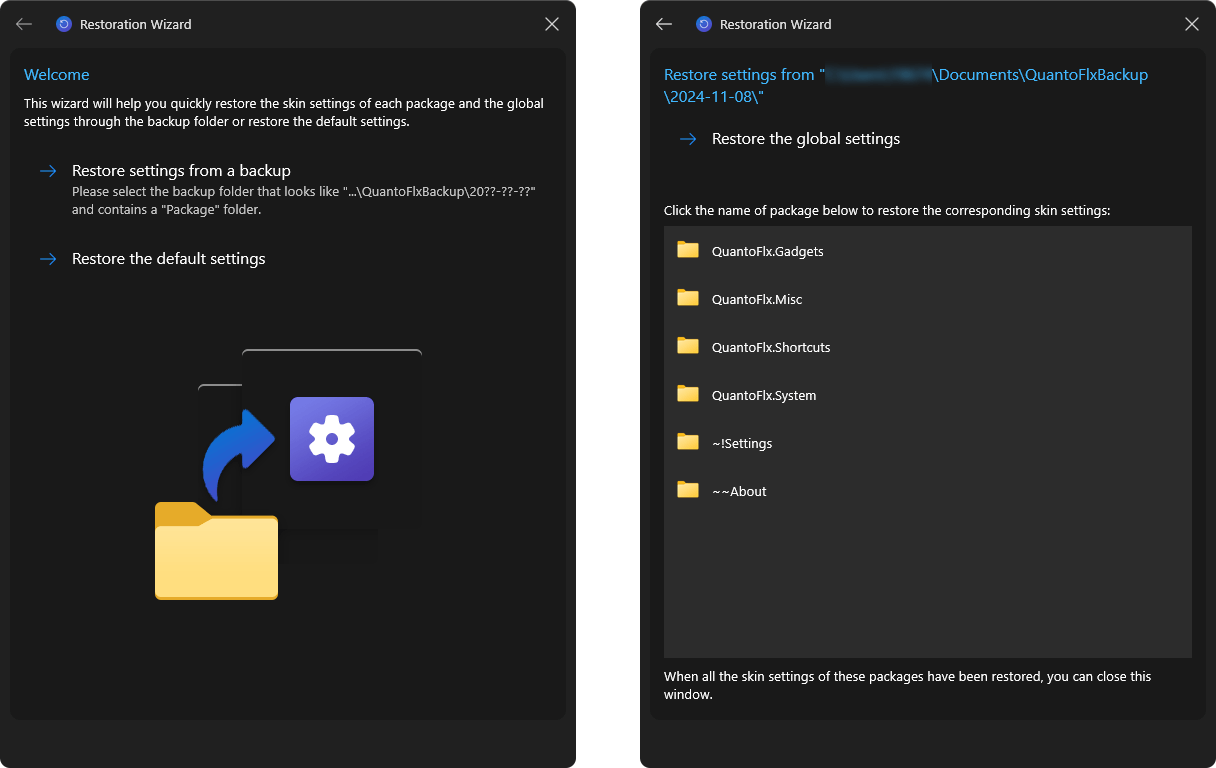 Restoration Wizard
Welcome
This wizard will help you quickly restore the skin settings of each package and the global
settings through the backup folder or restore the default settings.
Restore settings from a backup
Please select the backup folder that looks like "...\QuantoFlxBackup\20??-??-??"
and contains a "Package" folder.
Restore the default settings
Restoration Wizard
Restore settings from "\Documents\QuantoFlxBackup
\2024-11-08\"
Restore the global settings
Click the name of package below to restore the corresponding skin settings:
QuantoFlx.Gadgets
QuantoFlx.Misc
QuantoFlx.Shortcuts
QuantoFlx.System
~!Settings
~~About
When all the skin settings of these packages have been restored, you can close this
window.